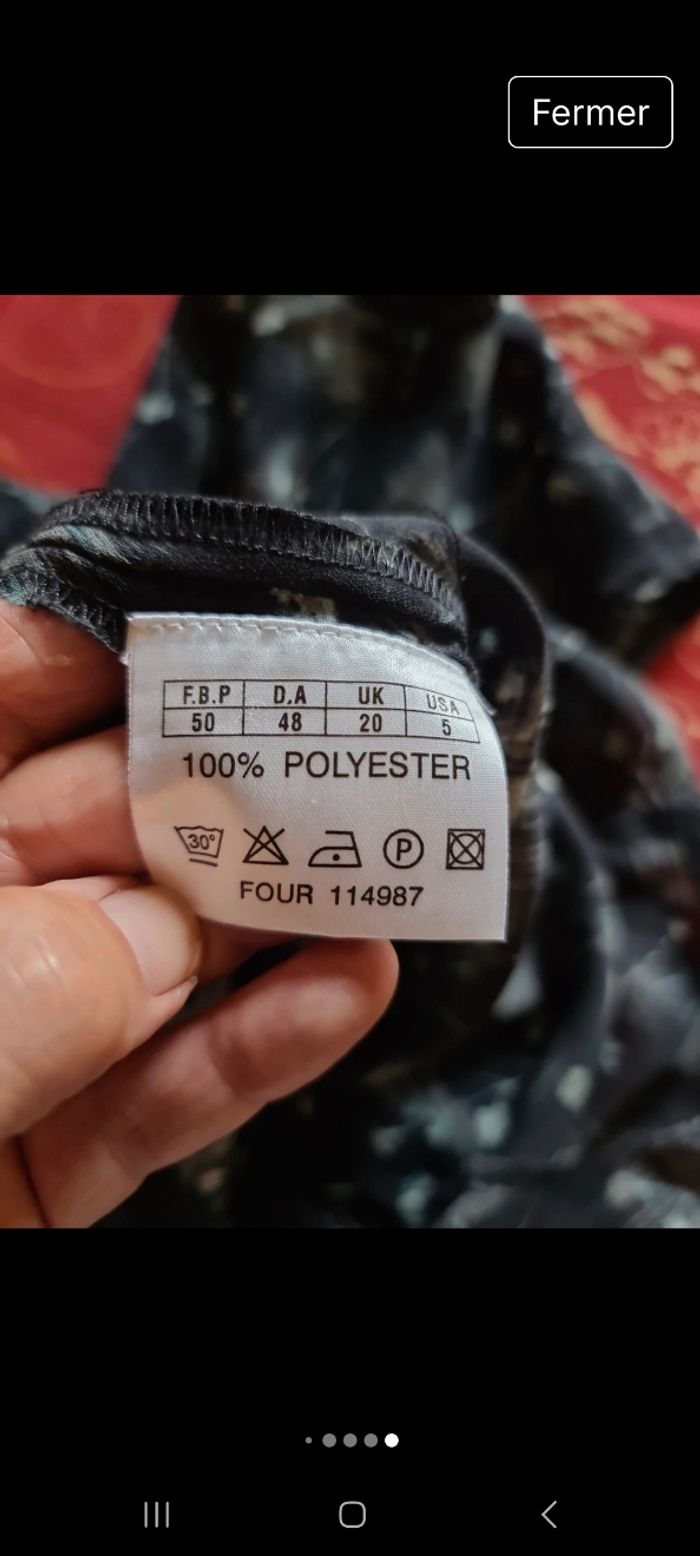 Fermer
F.B.P D.A UK USA
50 48 20 5
100% POLYESTER
30° P
FOUR 114987